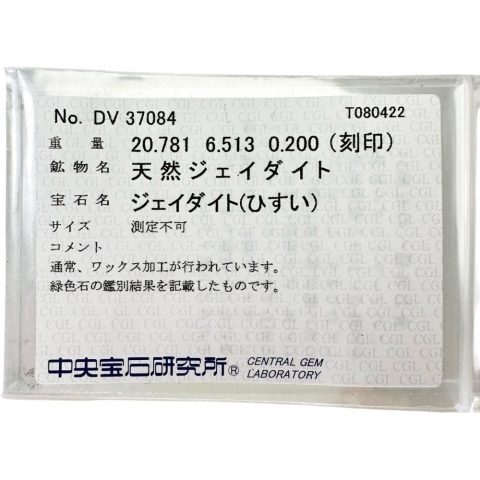 No. DV 37084
T080422
重 量 20.781 6.513 0.200 (刻印)
鉱物名 天然ジェイダイト
宝石名 ジェイダイト(ひすい)
サイズ 測定不可
コメント
通常、ワックス加工が行われています。
緑色石の鑑別結果を記載したものです。
中央宝石研究所® CENTRAL GEM
LABORATORY